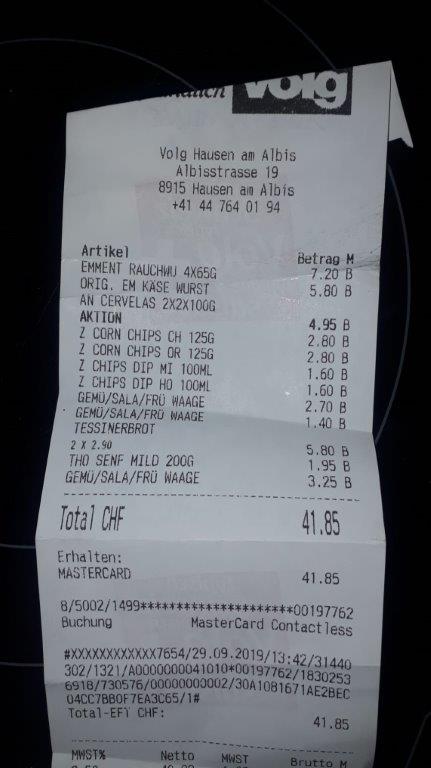 Volg
Volg Hausen am Albis
Albisstrasse 19
8915 Hausen am Albis
+41 44 764 01 94
Artikel Betrag M
EMMENT RAUCHWU 4X65G 7.20 B
ORIG. EM KÄSE WURST 5.80 B
AN CERVELAS 2X2X100G
AKTION 4.95 B
Z CORN CHIPS CH 125G 2.80 B
Z CORN CHIPS OR 125G 2.80 B
Z CHIPS DIP MI 100ML 1.60 B
Z CHIPS DIP HO 100ML 1.60 B
GEMÜ/SALA/FRÜ WAAGE 2.70 B
GEMÜ/SALA/FRÜ WAAGE 1.40 B
TESSINERBROT
2 X 2.90 5.80 B
THO SENF MILD 200G 1.95 B
GEMÜ/SALA/FRÜ WAAGE 3.25 B
Total CHF 41.85
Erhalten:
MASTERCARD 41.85
8/5002/1499**********************00197762
Buchung MasterCard Contactless
#XXXXXXXXXXXX7654/29.09.2019/13:42/31440
302/1321/A0000000041010*00197762/1830253
6918/730576/00000000002/30A1081671AE2BEC
04CC7BB0F7EA3C65/1#
Total-EFT CHF: 41.85
MWST% Netto MWST Brutto M